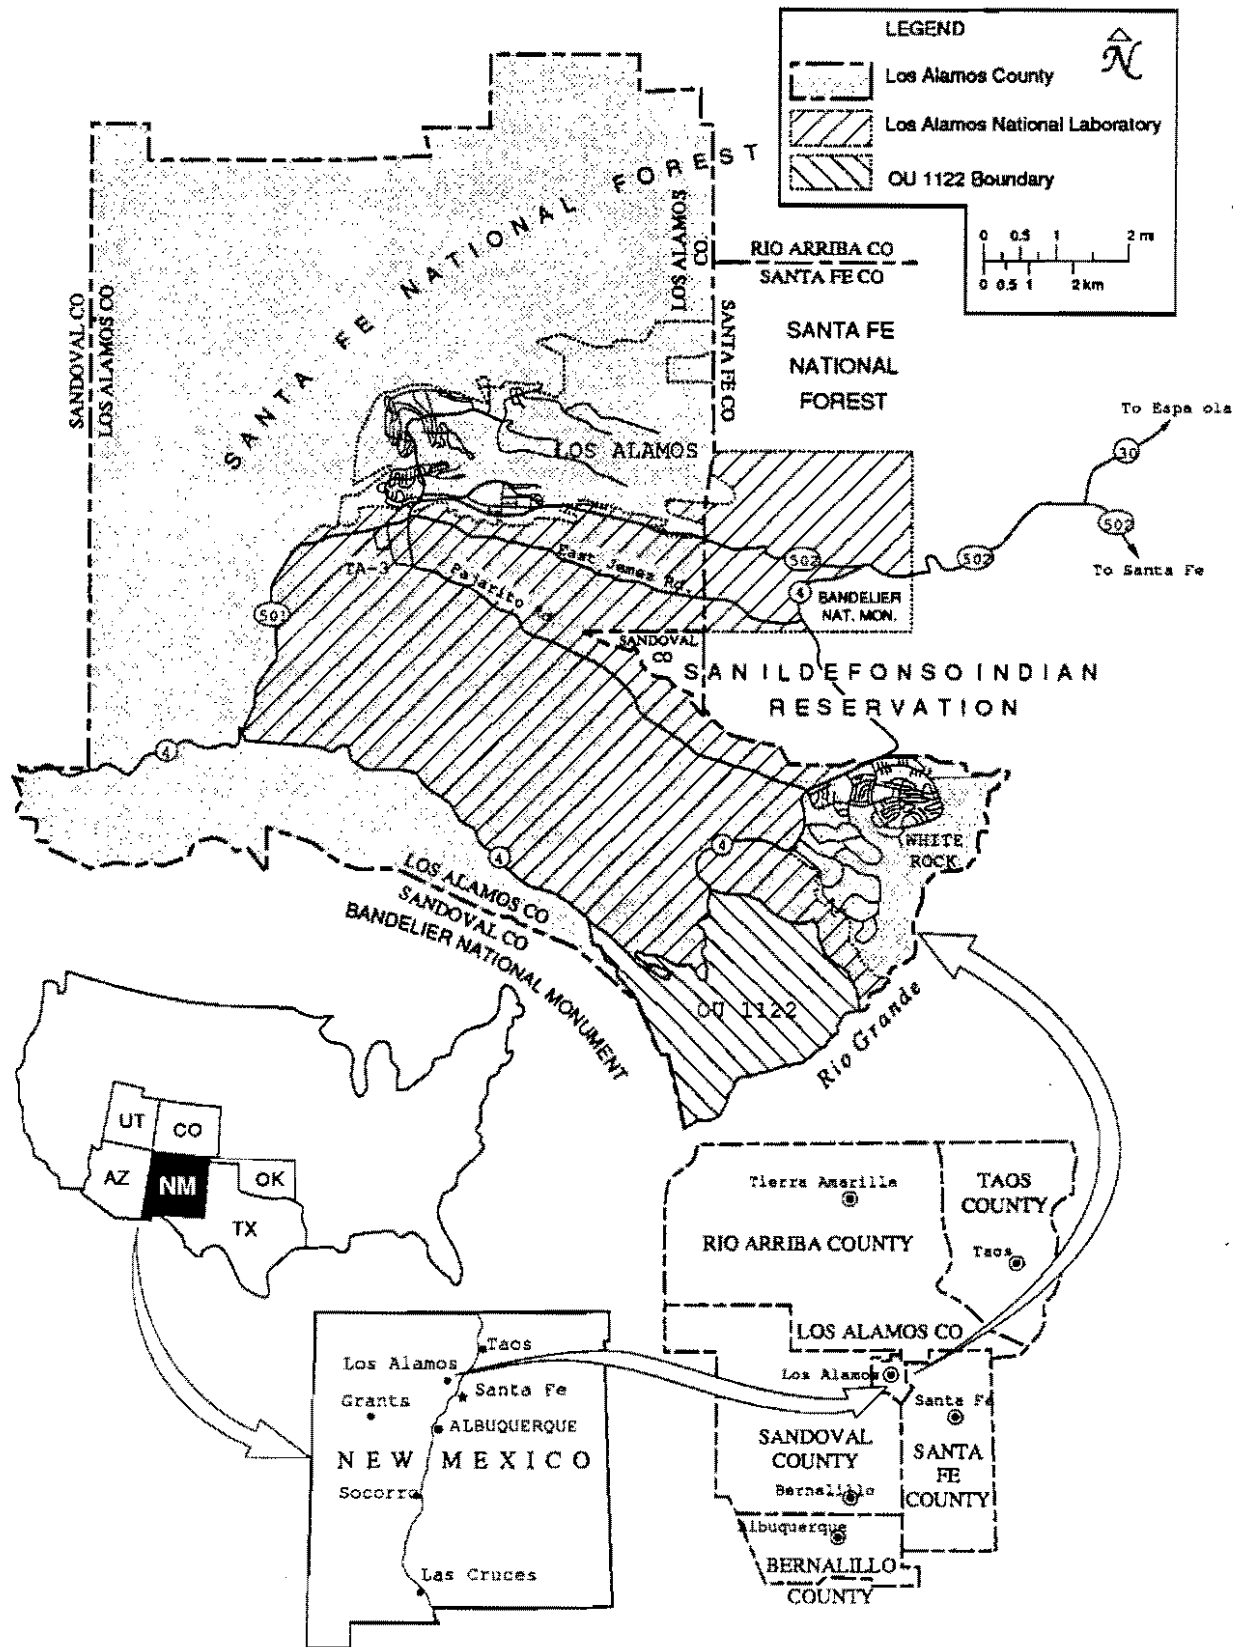 LEGEND
N
Los Alamos County
Los Alamos National Laboratory
OU 1122 Boundary
0 0.5 1 2 mi
0 0.5 1 2 km
SANTA FE NATIONAL FOREST
LOS ALAMOS
CO
RIO ARRIBA CO
SANTA FE CO
SANDOVAL CO
LOS ALAMOS CO
SANTA FE CO
SANTA FE
NATIONAL
FOREST
To Espa ola
30
LOS ALAMOS
502
502
502
To Santa Fe
East Jemez Rd.
TA-3
Pajarito Rd
4
BANDELIER
NAT. MON.
501
SANDOVAL
CO
SAN ILDEFONSO INDIAN
RESERVATION
4
4
4
WHITE
ROCK
LOS ALAMOS CO
SANDOVAL CO
BANDELIER NATIONAL MONUMENT
OU 1122
Rio Grande
UT
CO
AZ
NM
OK
TX
Tierra Amarilla
TAOS
COUNTY
RIO ARRIBA COUNTY
Taos
LOS ALAMOS CO
Taos
Los Alamos
Los Alamos
Santa Fe
Grants
Santa Fe
ALBUQUERQUE
SANDOVAL
COUNTY
SANTA
FE
COUNTY
NEW MEXICO
Socorro
Bernalillo
Albuquerque
BERNALILLO
COUNTY
Las Cruces